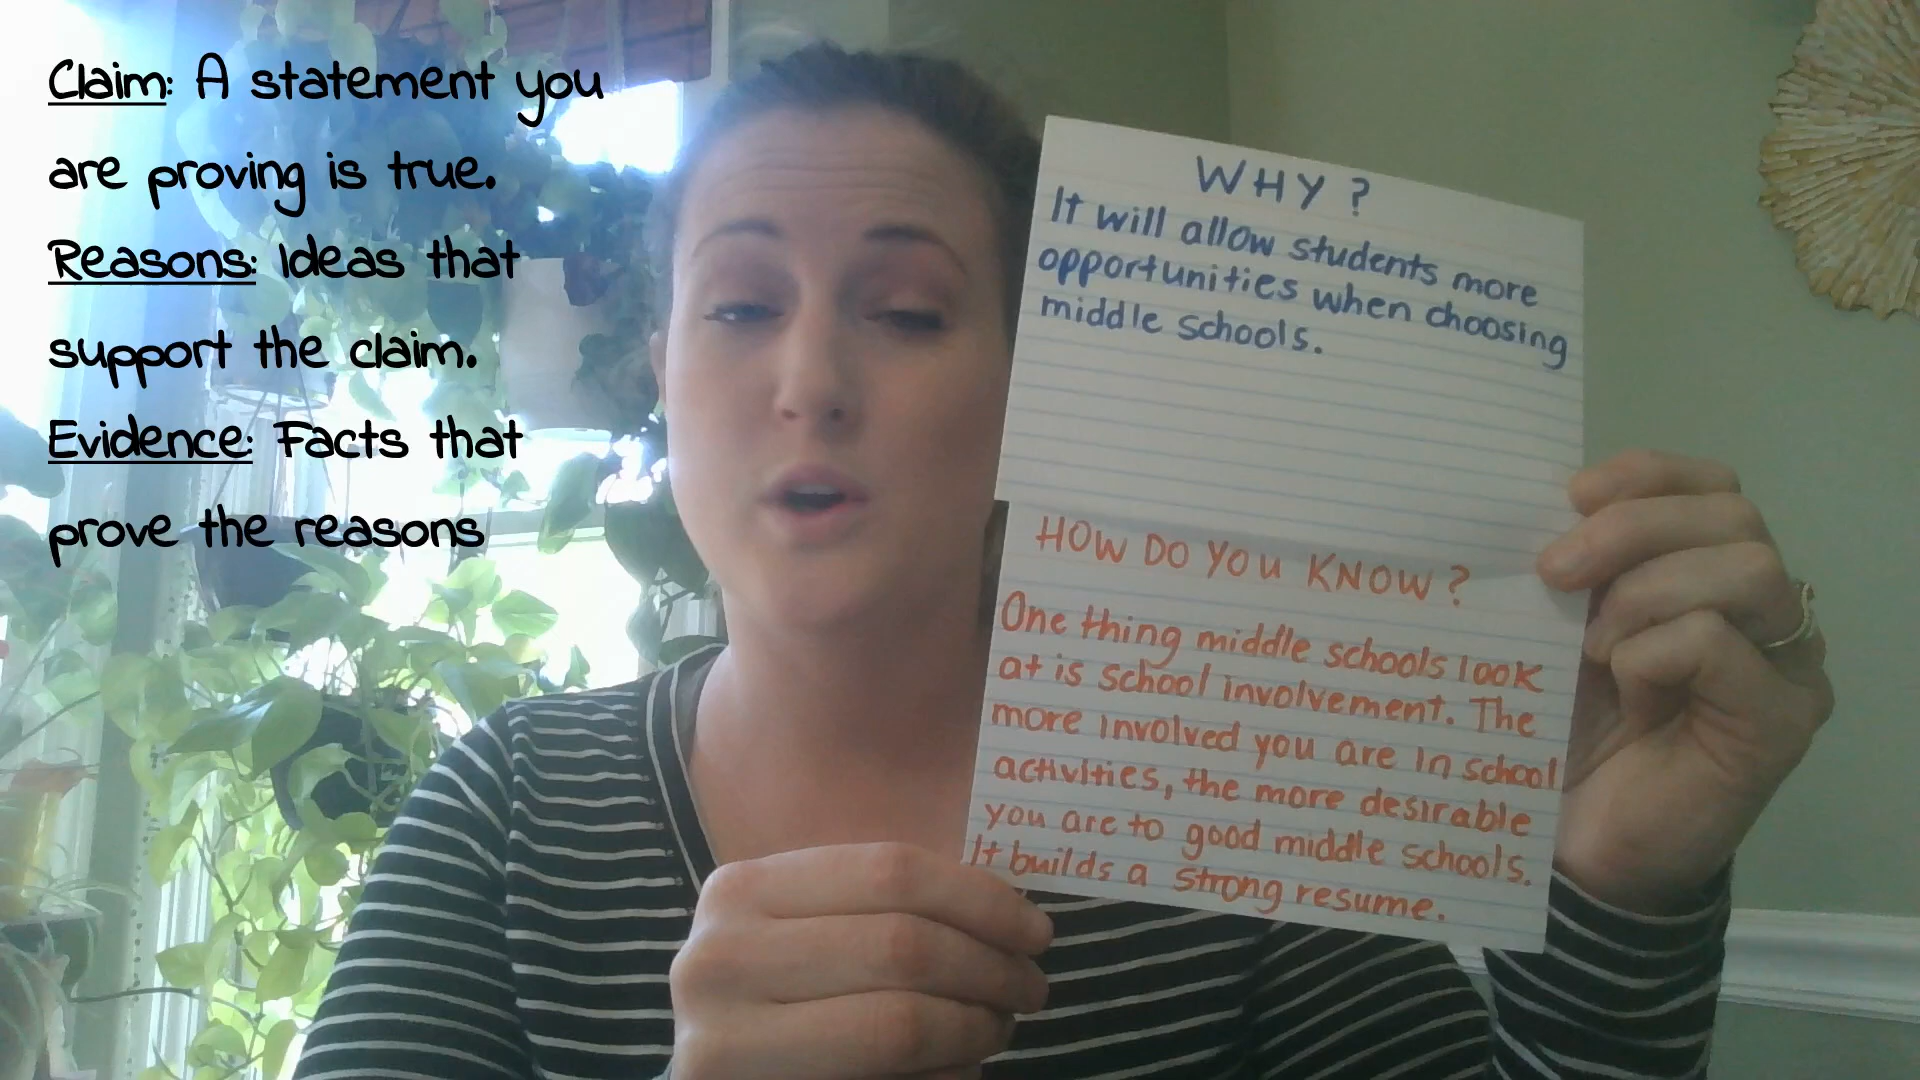 Claim: A statement you
are proving is true.
Reasons: Ideas that
support the claim.
Evidence: Facts that
prove the reasons
WHY?
It will allow students more
opportunities when choosing
middle schools.
HOW DO YOU KNOW?
One thing middle schools look
at is school involvement. The
more involved you are in school
activities, the more desirable
you are to good middle schools.
It builds a strong resume.